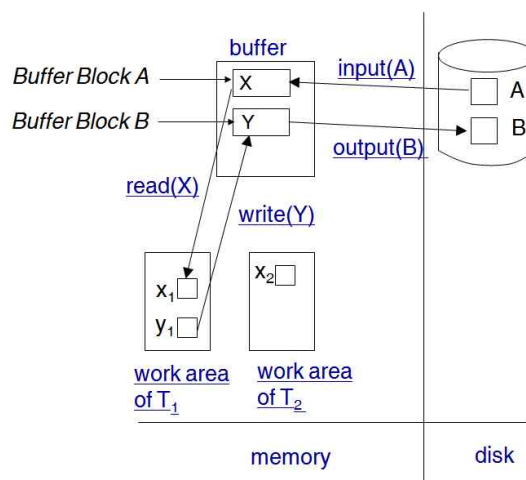 buffer
Buffer Block A
X
input(A)
A
Buffer Block B
Y
B
output(B)
read(X)
write(Y)
x₁
y₁
x₂
work area
of T₁
work area
of T₂
memory
disk